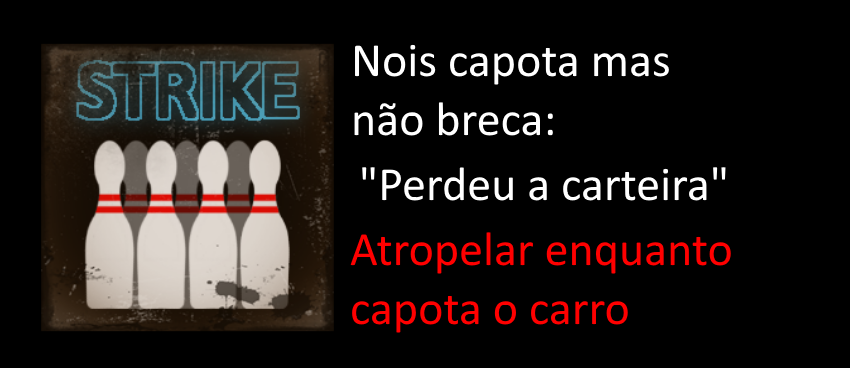 STRIKE
Nois capota mas
não breca:
"Perdeu a carteira"
Atropelar enquanto
capota o carro